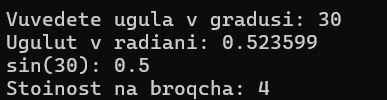 Vuvedete ugula v gradusi: 30
Ugulut v radiani: 0.523599
sin(30): 0.5
Stoinost na broqcha: 4